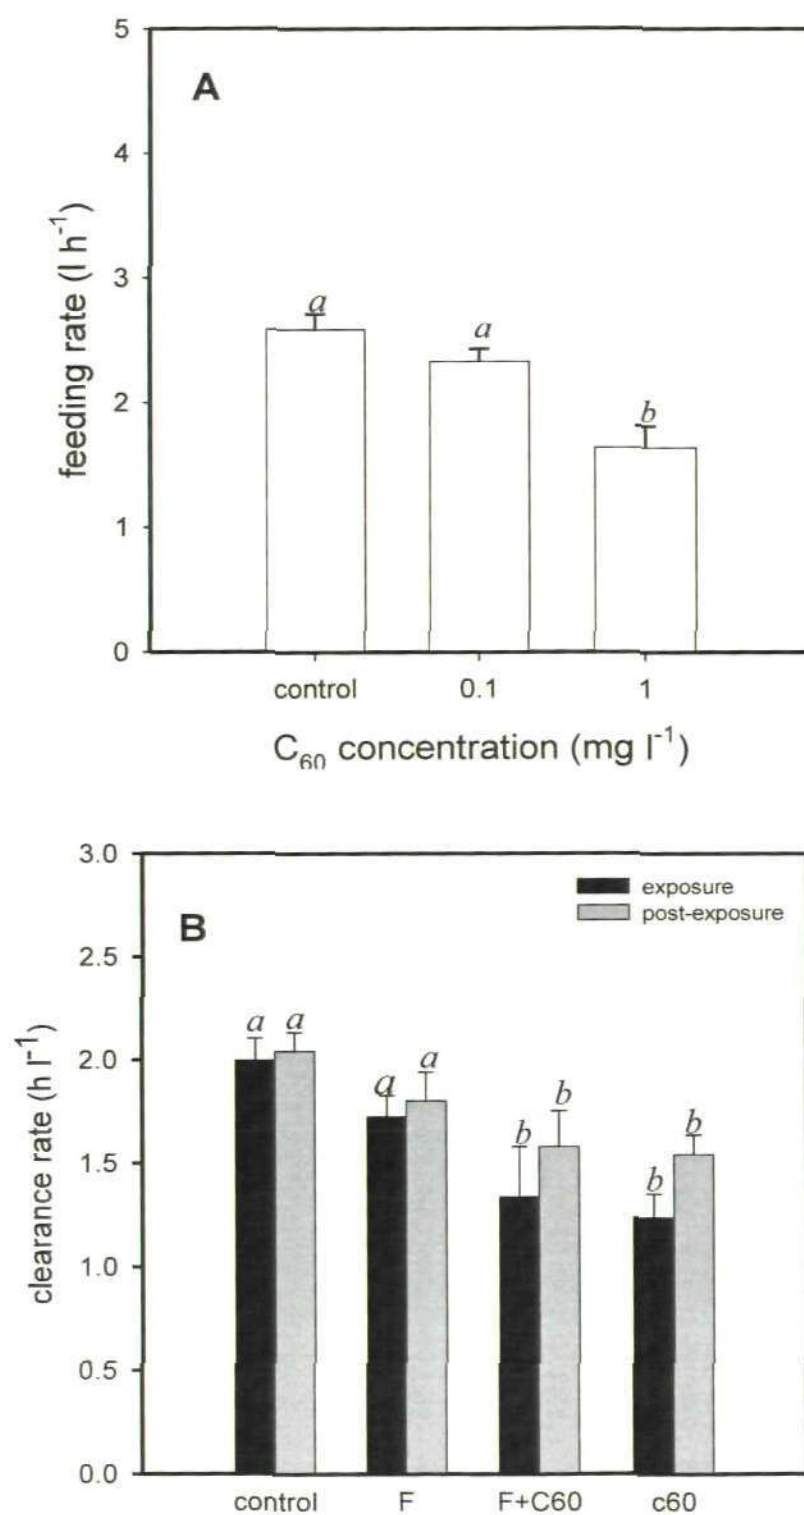 5
A
4
3
2
1
0
feeding rate (l h-1)
a
a
b
control 0.1 1
C60 concentration (mg l-1)
3.0
B
exposure
post-exposure
2.5
2.0
1.5
1.0
0.5
0.0
clearance rate (h l-1)
a a
a a
b b
b b
control F F+C60 c60